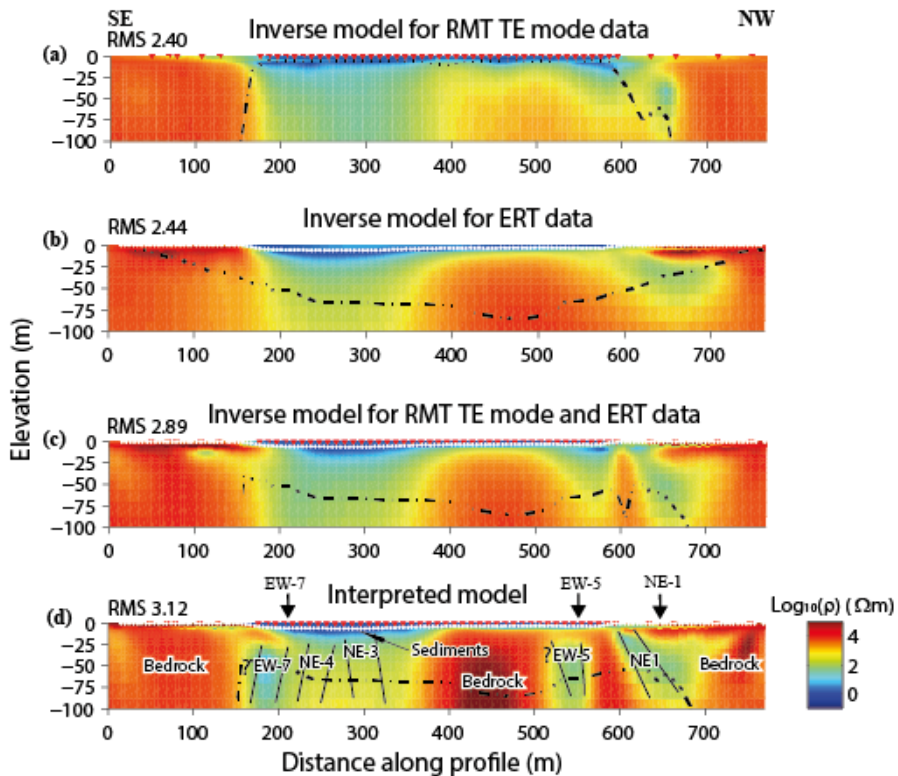 SE Inverse model for RMT TE mode data NW
(a) RMS 2.40
0
−25
−50
−75
−100
0 100 200 300 400 500 600 700
Inverse model for ERT data
(b) RMS 2.44
0
−25
−50
−75
−100
0 100 200 300 400 500 600 700
Elevation (m)
Inverse model for RMT TE mode and ERT data
(c) RMS 2.89
0
−25
−50
−75
−100
0 100 200 300 400 500 600 700
EW-7 Interpreted model EW-5 NE-1
(d) RMS 3.12
0
−25
−50
−75
−100
Bedrock ? EW-7 NE-4 NE-3 Sediments Bedrock ? EW-5 NE1 Bedrock
0 100 200 300 400 500 600 700
Distance along profile (m)
Log10(ρ) (Ωm)
4
2
0